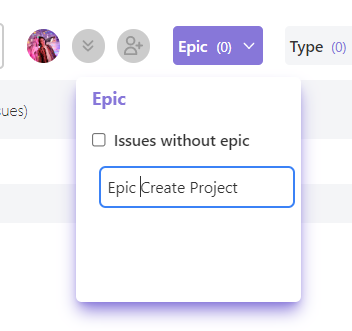 Epic (0)
Type (0)
ues)
Epic
Issues without epic
Epic Create Project